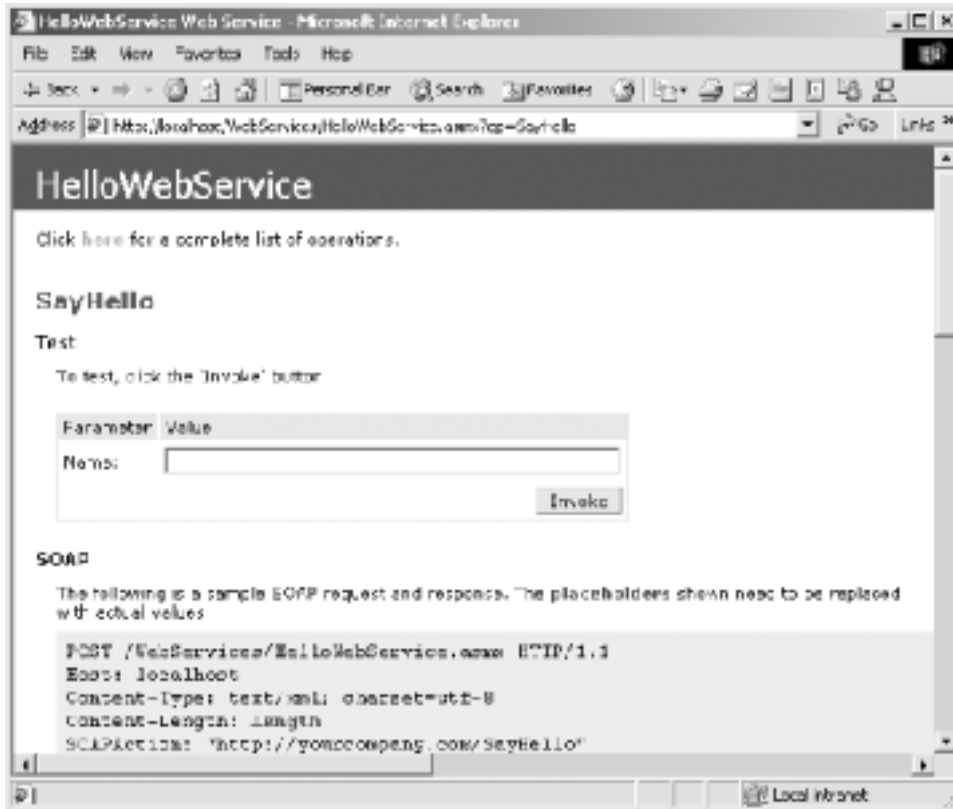 HelloWebService Web Service - Microsoft Internet Explorer
File Edit View Favorites Tools Help
Back Personal Bar Search Favorites
Address http://localhost/WebServices/HelloWebService.asmx?op=SayHello Go Links
HelloWebService
Click here for a complete list of operations.
SayHello
Test
To test, click the 'Invoke' button
Parameter Value
Name:
Invoke
SOAP
The following is a sample SOAP request and response. The placeholders shown need to be replaced
with actual values
POST /WebServices/HelloWebService.asmx HTTP/1.1
Host: localhost
Content-Type: text/xml; charset=utf-8
Content-Length: length
SOAPAction: "http://yourcompany.com/SayHello"
Local intranet